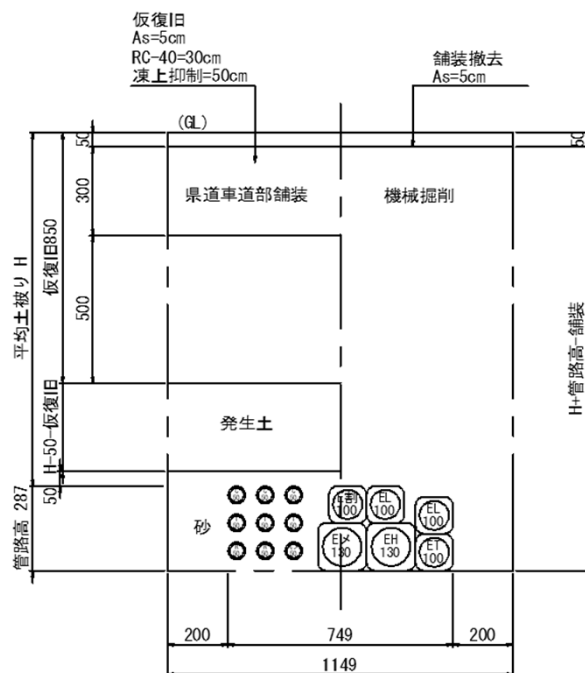 仮復旧
As=5cm
RC-40=30cm
凍上抑制=50cm
舗装撤去
As=5cm
(GL)
50
50
300
県道車道部舗装
機械掘削
平均土被り H
仮復旧850
500
H+管路高-舗装
H-50-仮復旧
発生土
50
管路高 287
砂
E割
100
EL
100
EL
100
Eメ
130
EH
130
ET
100
200
749
200
1149